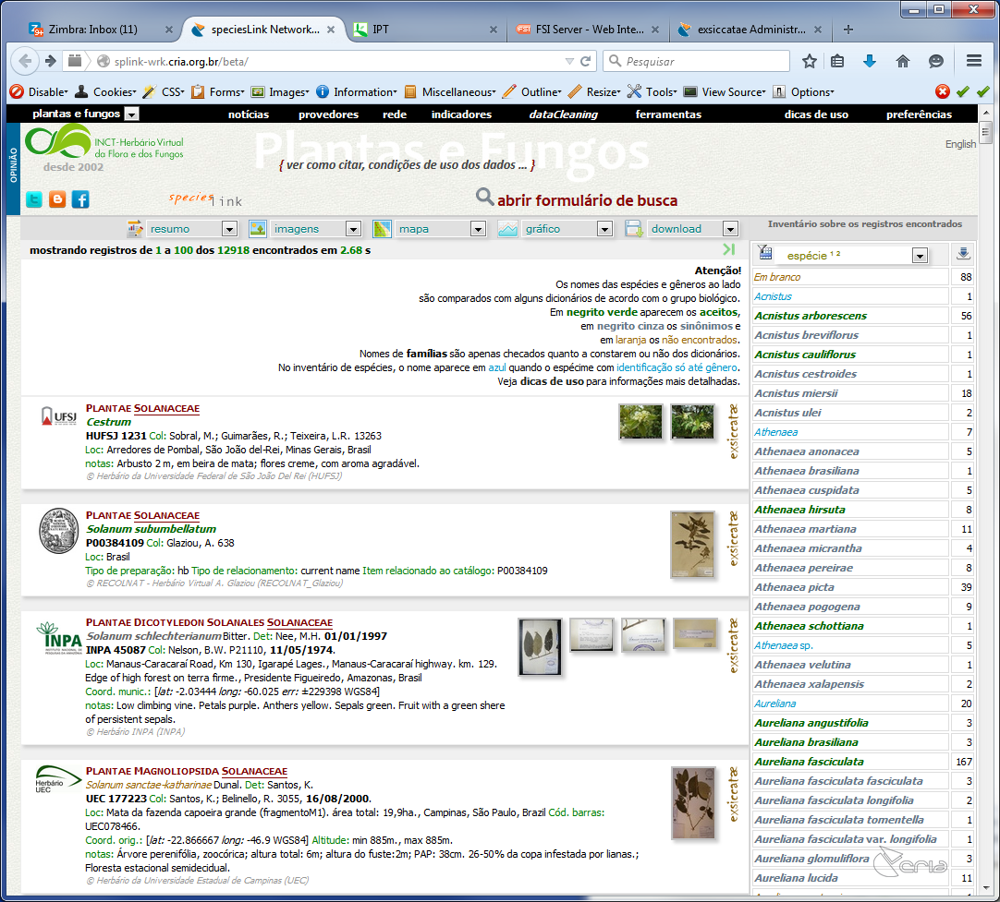 Zimbra: Inbox (11)
speciesLink Network...
IPT
FSI Server - Web Inte...
exsiccatae Administr...
splink-wrk.cria.org.br/beta/
Pesquisar
Disable
Cookies
CSS
Forms
Images
Information
Miscellaneous
Outline
Resize
Tools
View Source
Options
plantas e fungos
notícias
provedores
rede
indicadores
dataCleaning
ferramentas
dicas de uso
preferências
OPINIÃO
INCT-Herbário Virtual
da Flora e dos Fungos
desde 2002
Plantas e Fungos
{ ver como citar, condições de uso dos dados ... }
English
species link
abrir formulário de busca
resumo
imagens
mapa
gráfico
download
Inventário sobre os registros encontrados
mostrando registros de 1 a 100 dos 12918 encontrados em 2.68 s
Atenção!
Os nomes das espécies e gêneros ao lado
são comparados com alguns dicionários de acordo com o grupo biológico.
Em negrito verde aparecem os aceitos,
em negrito cinza os sinônimos e
em laranja os não encontrados.
Nomes de famílias são apenas checados quanto a constarem ou não dos dicionários.
No inventário de espécies, o nome aparece em azul quando o espécime com identificação só até gênero.
Veja dicas de uso para informações mais detalhadas.
UFSJ
PLANTAE SOLANACEAE
Cestrum
HUFSJ 1231 Col: Sobral, M.; Guimarães, R.; Teixeira, L.R. 13263
Loc: Arredores de Pombal, São João del-Rei, Minas Gerais, Brasil
notas: Arbusto 2 m, em beira de mata; flores creme, com aroma agradável.
© Herbário da Universidade Federal de São João Del Rei (HUFSJ)
exsiccatae
PLANTAE SOLANACEAE
Solanum subumbellatum
P00384109 Col: Glaziou, A. 638
Loc: Brasil
Tipo de preparação: hb Tipo de relacionamento: current name Item relacionado ao catálogo: P00384109
© RECOLNAT - Herbário Virtual A. Glaziou (RECOLNAT_Glaziou)
exsiccatae
INPA
PLANTAE DICOTYLEDON SOLANALES SOLANACEAE
Solanum schlechterianum Bitter. Det: Nee, M.H. 01/01/1997
INPA 45087 Col: Nelson, B.W. P21110, 11/05/1974.
Loc: Manaus-Caracaraí Road, Km 130, Igarapé Lages., Manaus-Caracaraí highway. km. 129.
Edge of high forest on terra firme., Presidente Figueiredo, Amazonas, Brasil
Coord. munic.: [lat: -2.03444 long: -60.025 err: ±229398 WGS84]
notas: Low climbing vine. Petals purple. Anthers yellow. Sepals green. Fruit with a green shere
of persistent sepals.
© Herbário INPA (INPA)
exsiccatae
Herbário
UEC
PLANTAE MAGNOLIOPSIDA SOLANACEAE
Solanum sanctae-katharinae Dunal. Det: Santos, K.
UEC 177223 Col: Santos, K.; Belinello, R. 3055, 16/08/2000.
Loc: Mata da fazenda capoeira grande (fragmentoM1). área total: 19,9ha., Campinas, São Paulo, Brasil Cód. barras:
UEC078466.
Coord. orig.: [lat: -22.866667 long: -46.9 WGS84] Altitude: min 885m., max 885m.
notas: Árvore perenifólia, zoocórica; altura total: 6m; altura do fuste:2m; PAP: 38cm. 26-50% da copa infestada por lianas.;
Floresta estacional semidecidual.
© Herbário da Universidade Estadual de Campinas (UEC)
exsiccatae
espécie ¹ ²
Em branco 88
Acnistus 1
Acnistus arborescens 56
Acnistus breviflorus 1
Acnistus cauliflorus 1
Acnistus cestroides 1
Acnistus miersii 18
Acnistus ulei 2
Athenaea 7
Athenaea anonacea 5
Athenaea brasiliana 1
Athenaea cuspidata 5
Athenaea hirsuta 8
Athenaea martiana 11
Athenaea micrantha 4
Athenaea pereirae 8
Athenaea picta 39
Athenaea pogogena 9
Athenaea schottiana 1
Athenaea sp. 5
Athenaea velutina 1
Athenaea xalapensis 2
Aureliana 20
Aureliana angustifolia 3
Aureliana brasiliana 3
Aureliana fasciculata 167
Aureliana fasciculata fasciculata 3
Aureliana fasciculata longifolia 2
Aureliana fasciculata tomentella 1
Aureliana fasciculata var. longifolia 1
Aureliana glomuliflora 3
Aureliana lucida 11
cria